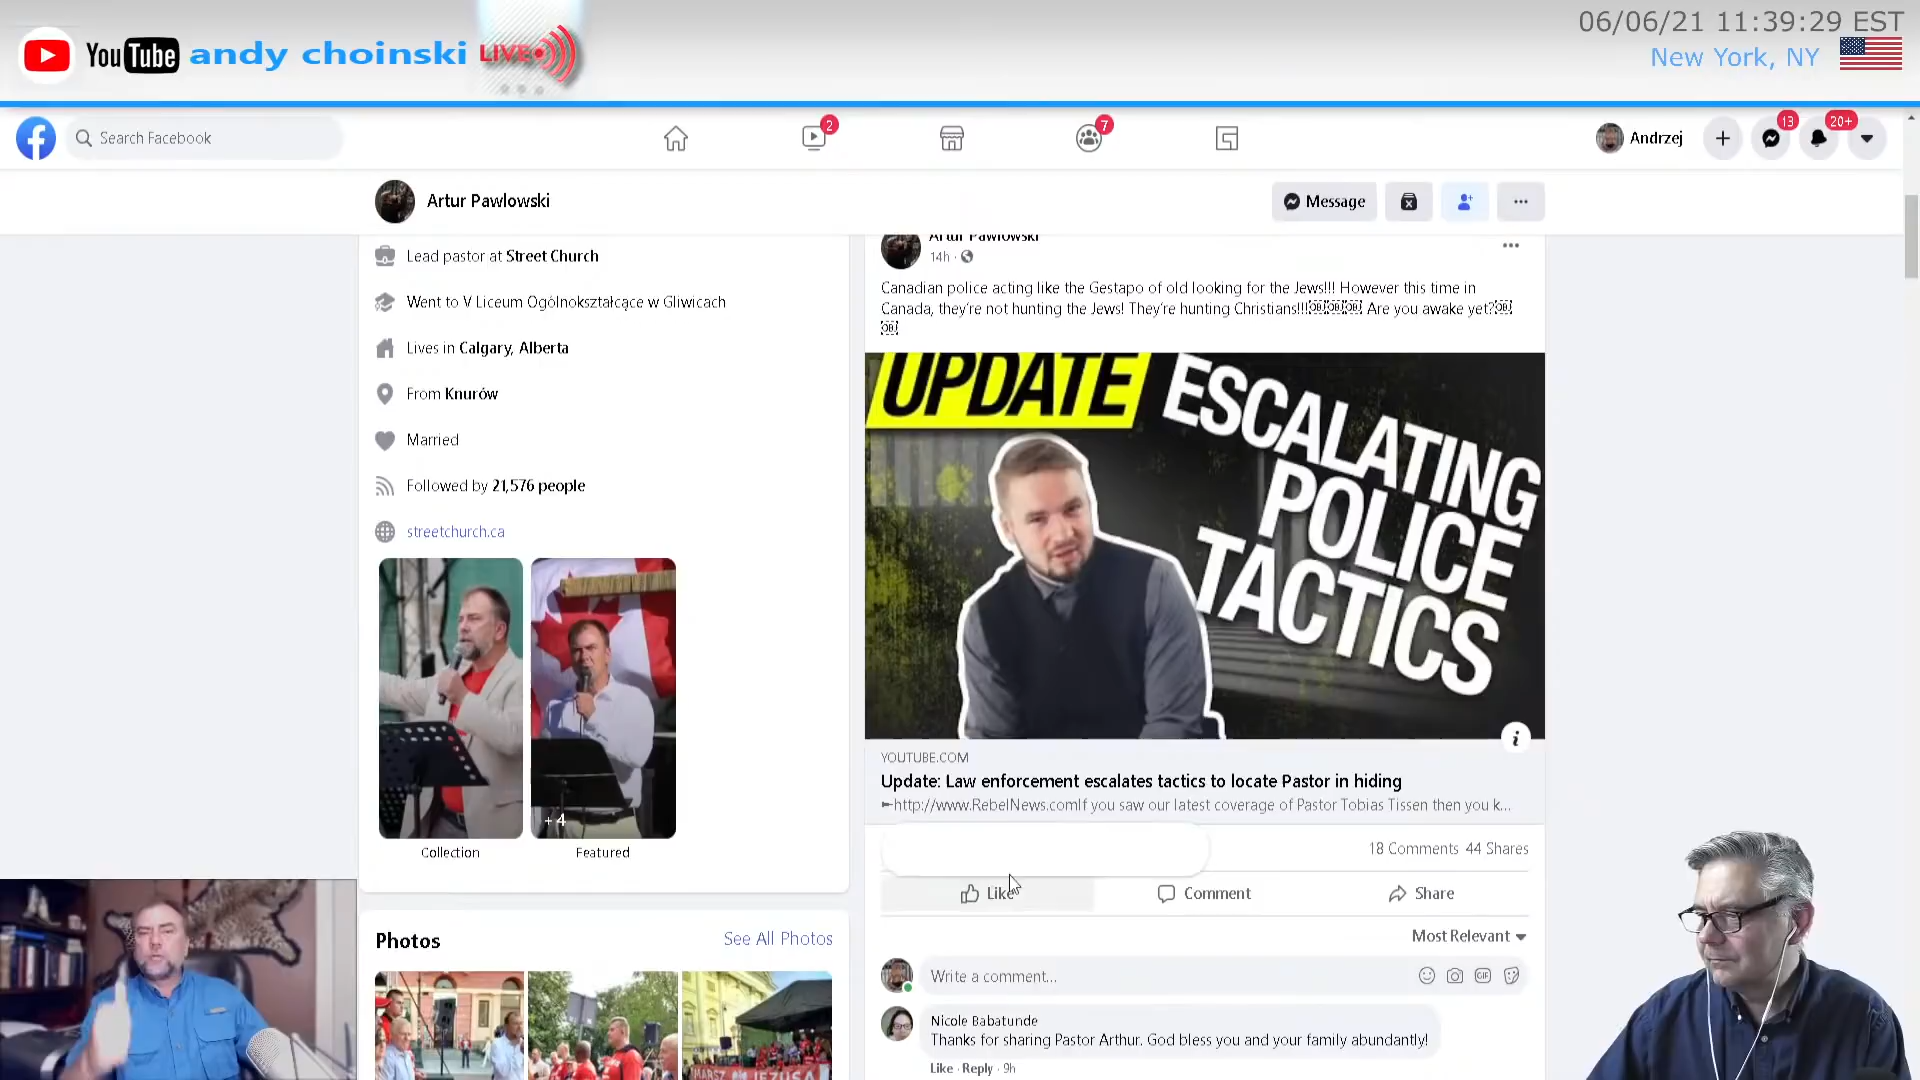 06/06/21 11:39:29 EST
YouTube andy choinski LIVE
New York, NY
Search Facebook
2
7
Andrzej
13
20+
Artur Pawlowski
Message
Lead pastor at Street Church
Went to V Liceum Ogólnokształcące w Gliwicach
Lives in Calgary, Alberta
From Knurów
Married
Followed by 21,576 people
streetchurch.ca
+4
Collection
Featured
Photos
See All Photos
Artur Pawlowski
14h
Canadian police acting like the Gestapo of old looking for the Jews!!! However this time in
Canada, they're not hunting the Jews! They're hunting Christians!!! Are you awake yet?
UPDATE
ESCALATING
POLICE
TACTICS
YOUTUBE.COM
Update: Law enforcement escalates tactics to locate Pastor in hiding
http://www.RebelNews.comIf you saw our latest coverage of Pastor Tobias Tissen then you k...
18 Comments 44 Shares
Like
Comment
Share
Most Relevant
Write a comment...
GIF
Nicole Babatunde
Thanks for sharing Pastor Arthur. God bless you and your family abundantly!
Like · Reply · 9h